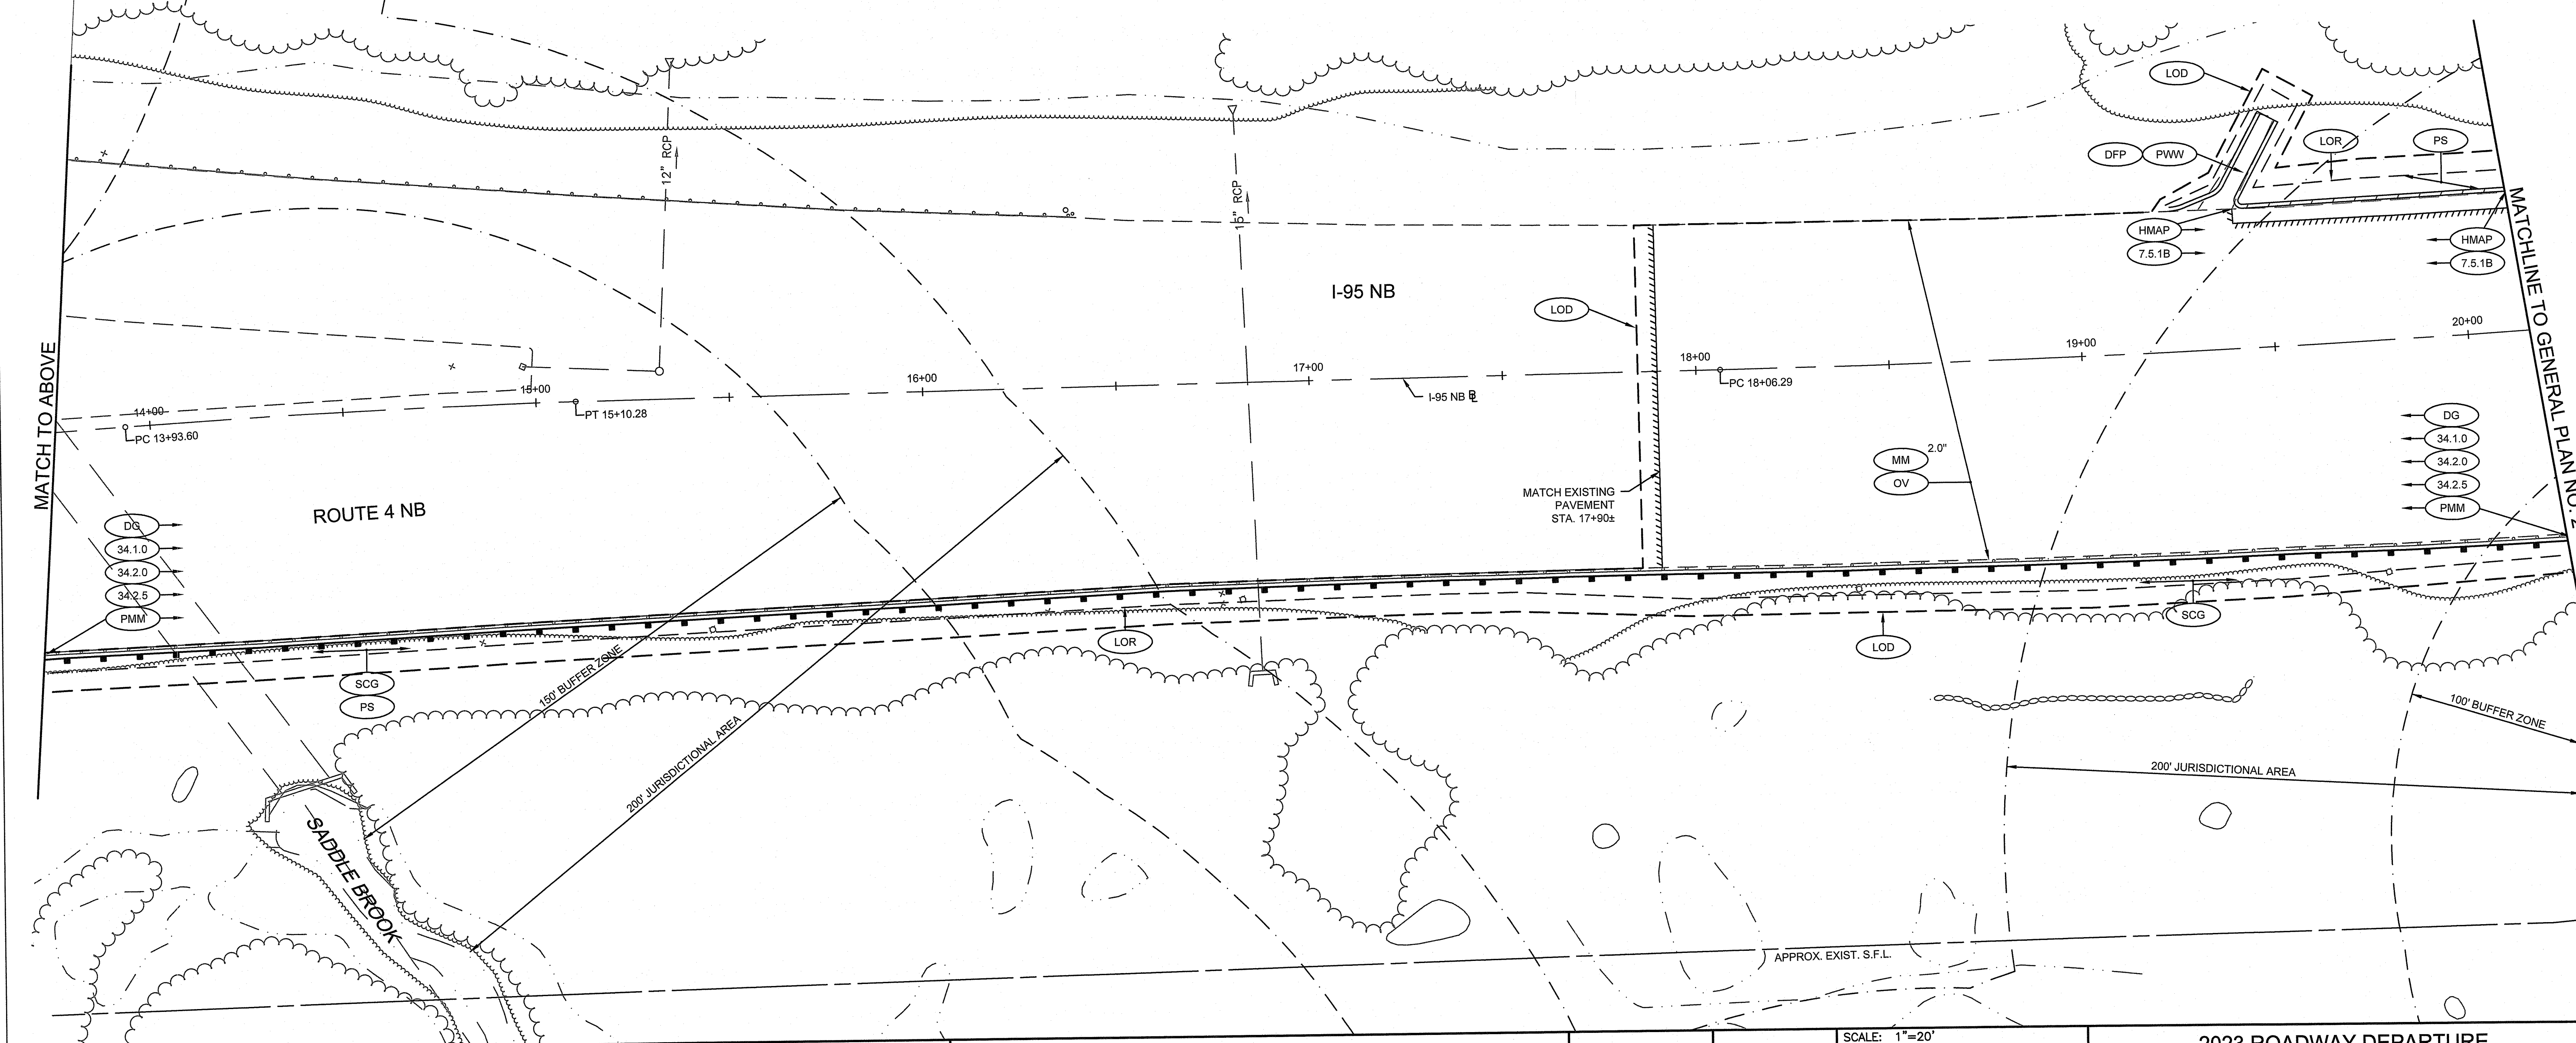 LOD
DFP
PWW
LOR
PS
12" RCP
15" RCP
HMAP
7.5.1B
HMAP
7.5.1B
MATCHLINE TO GENERAL PLAN NO. 2
I-95 NB
LOD
20+00
19+00
18+00
17+00
16+00
15+00
14+00
PC 18+06.29
I-95 NB
PT 15+10.28
PC 13+93.60
MATCH TO ABOVE
ROUTE 4 NB
DG
34.1.0
34.2.0
34.2.5
PMM
MM
2.0"
OV
MATCH EXISTING
PAVEMENT
STA. 17+90±
DG
34.1.0
34.2.0
34.2.5
PMM
LOR
LOD
SCG
SCG
PS
150' BUFFER ZONE
200' JURISDICTIONAL AREA
100' BUFFER ZONE
200' JURISDICTIONAL AREA
SADDLE BROOK
APPROX. EXIST. S.F.L.
SCALE: 1"=20'
2023 ROADWAY DEPARTURE